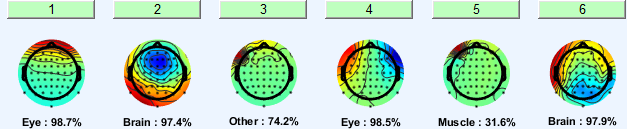 1 2 3 4 5 6
Eye : 98.7% Brain : 97.4% Other : 74.2% Eye : 98.5% Muscle : 31.6% Brain : 97.9%